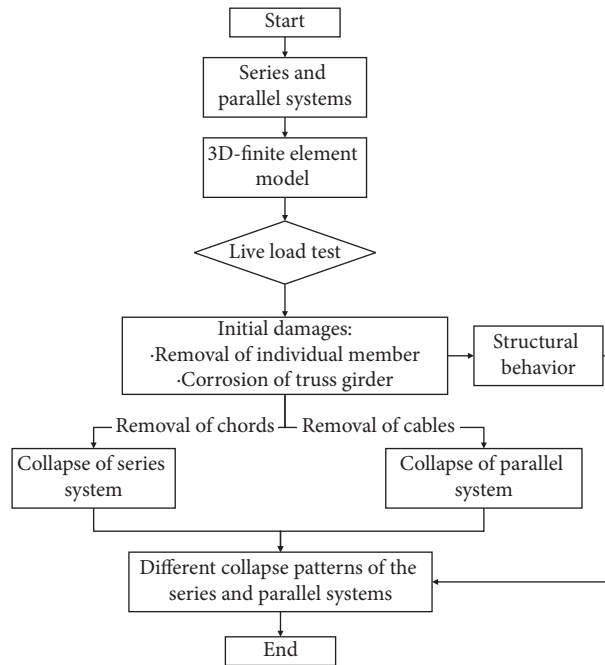 Start
Series and
parallel systems
3D-finite element
model
Live load test
Initial damages:
·Removal of individual member
·Corrosion of truss girder
Structural
behavior
Removal of chords
Removal of cables
Collapse of series
system
Collapse of parallel
system
Different collapse patterns of the
series and parallel systems
End